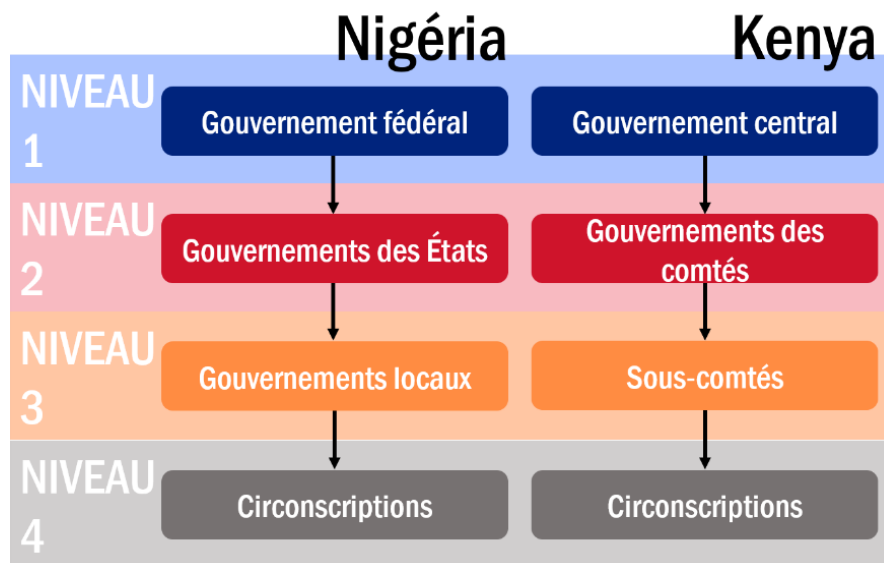 Nigéria Kenya
NIVEAU
1
Gouvernement fédéral
Gouvernement central
NIVEAU
2
Gouvernements des États
Gouvernements des
comtés
NIVEAU
3
Gouvernements locaux
Sous-comtés
NIVEAU
4
Circonscriptions
Circonscriptions